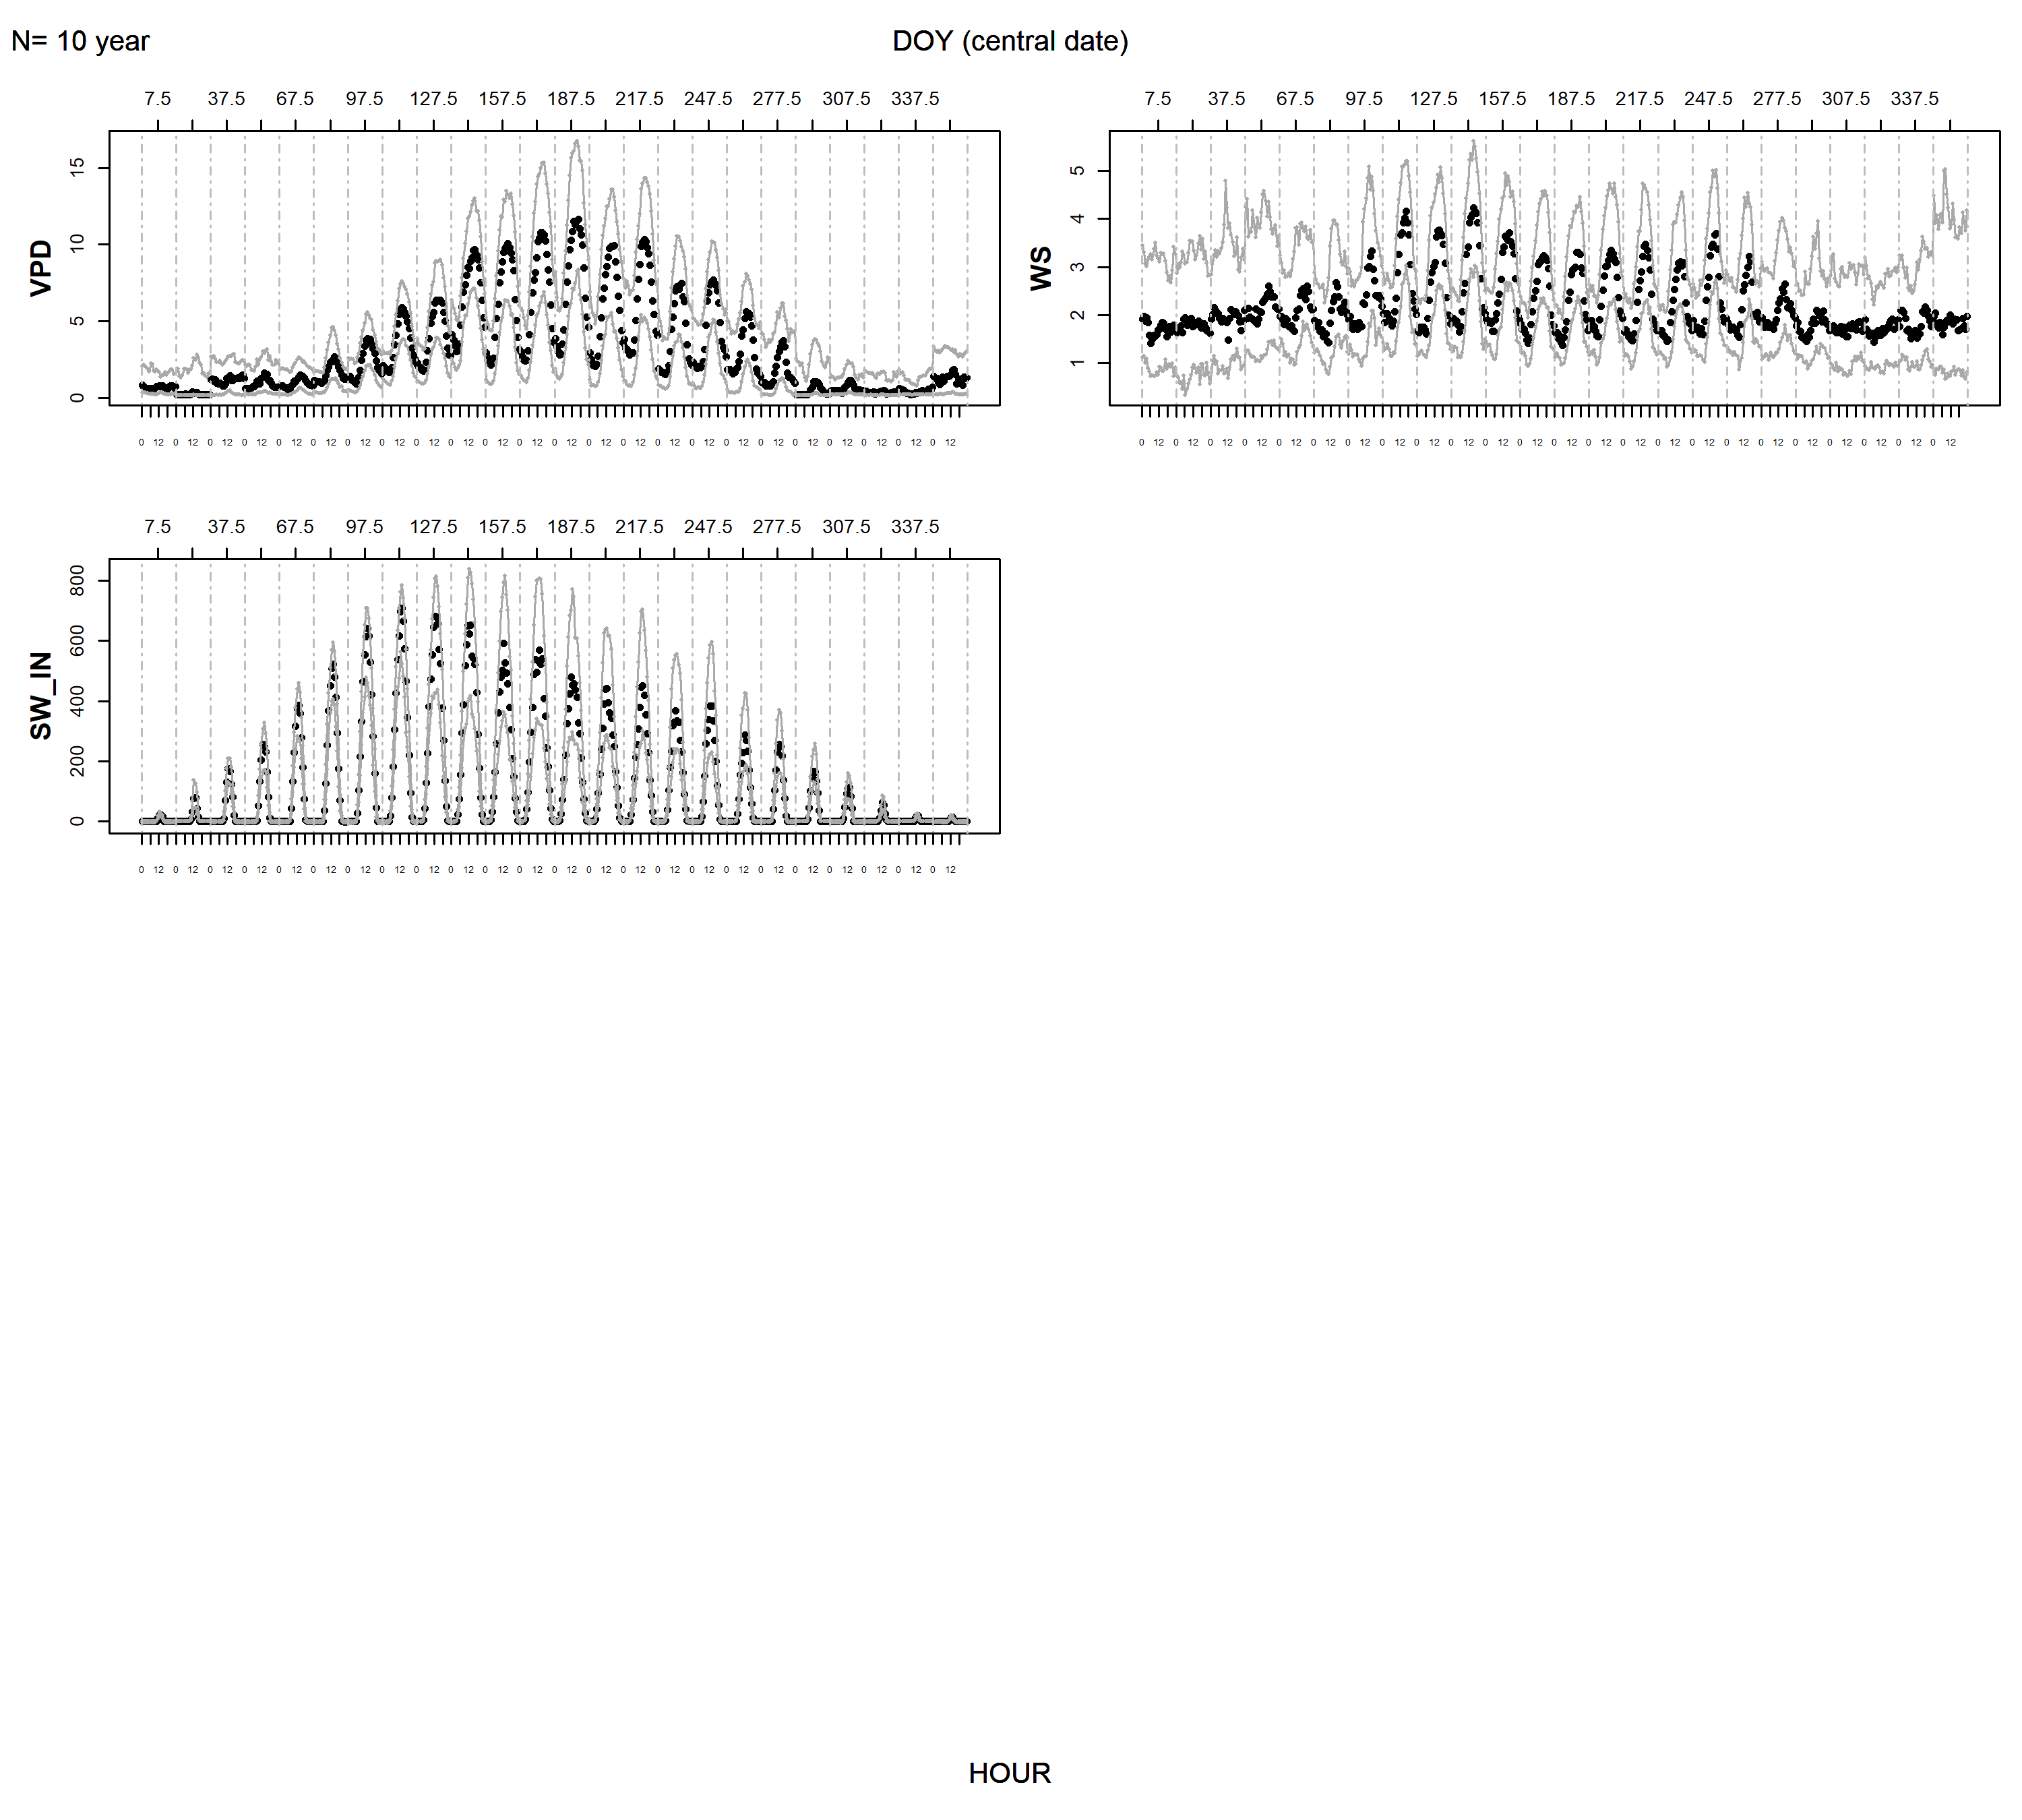 N= 10 year
DOY (central date)
7.5 37.5 67.5 97.5 127.5 157.5 187.5 217.5 247.5 277.5 307.5 337.5
VPD
15
10
5
0
0 12 0 12 0 12 0 12 0 12 0 12 0 12 0 12 0 12 0 12 0 12 0 12 0 12 0 12 0 12 0 12 0 12 0 12 0 12 0 12 0 12 0 12 0 12 0 12
7.5 37.5 67.5 97.5 127.5 157.5 187.5 217.5 247.5 277.5 307.5 337.5
WS
5
4
3
2
1
0 12 0 12 0 12 0 12 0 12 0 12 0 12 0 12 0 12 0 12 0 12 0 12 0 12 0 12 0 12 0 12 0 12 0 12 0 12 0 12 0 12 0 12 0 12 0 12
7.5 37.5 67.5 97.5 127.5 157.5 187.5 217.5 247.5 277.5 307.5 337.5
SW_IN
800
600
400
200
0
0 12 0 12 0 12 0 12 0 12 0 12 0 12 0 12 0 12 0 12 0 12 0 12 0 12 0 12 0 12 0 12 0 12 0 12 0 12 0 12 0 12 0 12 0 12 0 12
HOUR